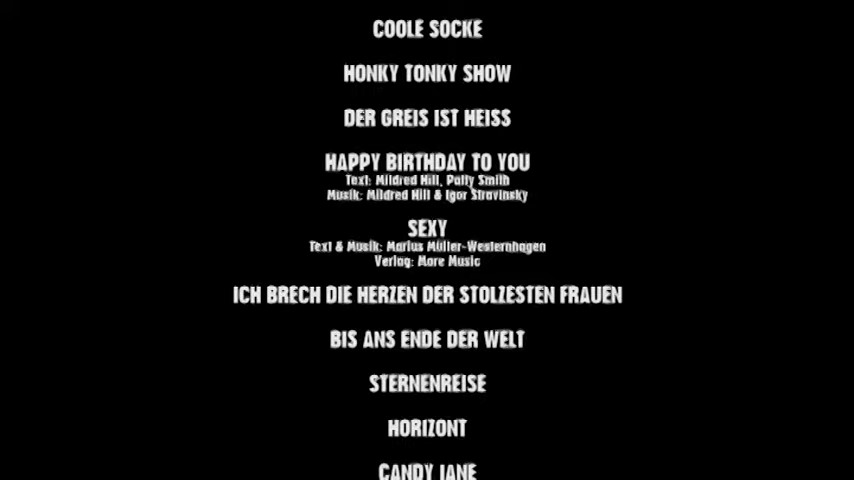 COOLE SOCKE
HONKY TONKY SHOW
DER GREIS IST HEISS
HAPPY BIRTHDAY TO YOU
Text: Mildred Hill, Patty Smith
Musik: Mildred Hill & Igor Stravinsky
SEXY
Text & Musik: Marius Müller-Westernhagen
Verlag: More Music
ICH BRECH DIE HERZEN DER STOLZESTEN FRAUEN
BIS ANS ENDE DER WELT
STERNENREISE
HORIZONT
CANDY JANE